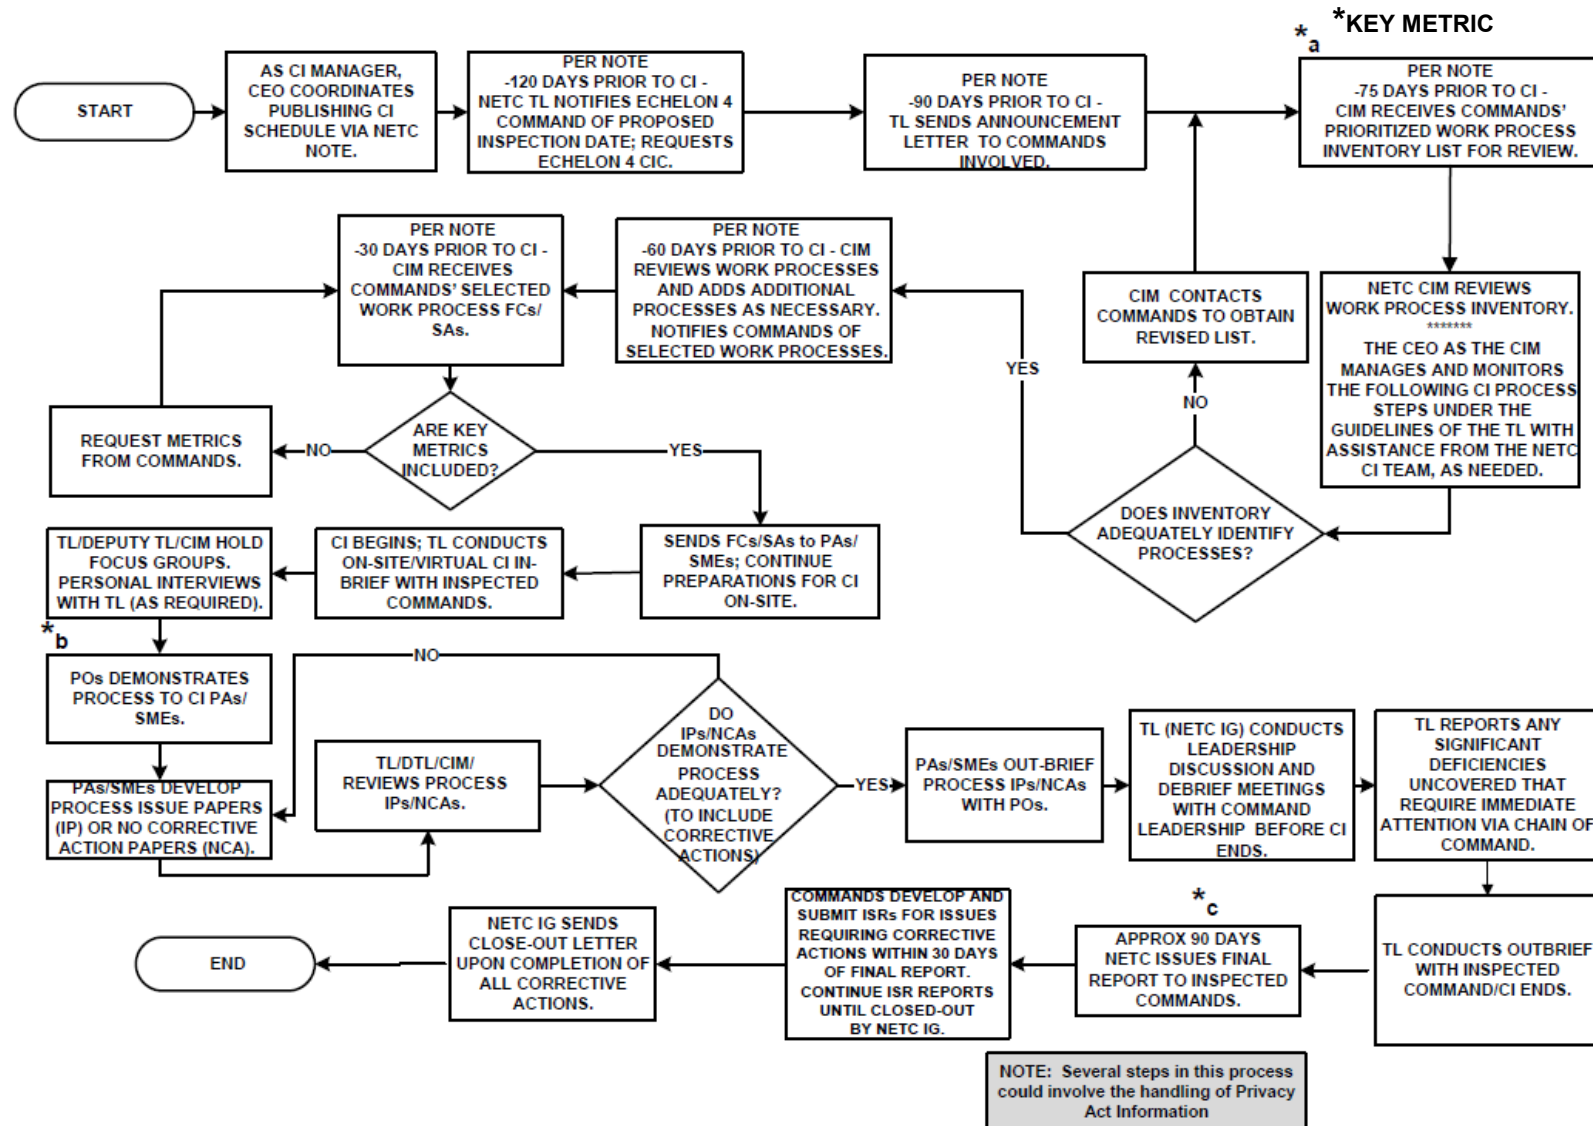 *KEY METRIC
*a
START
AS CI MANAGER,
CEO COORDINATES
PUBLISHING CI
SCHEDULE VIA NETC
NOTE.
PER NOTE
-120 DAYS PRIOR TO CI -
NETC TL NOTIFIES ECHELON 4
COMMAND OF PROPOSED
INSPECTION DATE; REQUESTS
ECHELON 4 CIC.
PER NOTE
-90 DAYS PRIOR TO CI -
TL SENDS ANNOUNCEMENT
LETTER TO COMMANDS
INVOLVED.
PER NOTE
-75 DAYS PRIOR TO CI -
CIM RECEIVES COMMANDS'
PRIORITIZED WORK PROCESS
INVENTORY LIST FOR REVIEW.
NETC CIM REVIEWS
WORK PROCESS INVENTORY.
*******
THE CEO AS THE CIM
MANAGES AND MONITORS
THE FOLLOWING CI PROCESS
STEPS UNDER THE
GUIDELINES OF THE TL WITH
ASSISTANCE FROM THE NETC
CI TEAM, AS NEEDED.
DOES INVENTORY
ADEQUATELY IDENTIFY
PROCESSES?
NO
CIM CONTACTS
COMMANDS TO OBTAIN
REVISED LIST.
YES
PER NOTE
-60 DAYS PRIOR TO CI - CIM
REVIEWS WORK PROCESSES
AND ADDS ADDITIONAL
PROCESSES AS NECESSARY.
NOTIFIES COMMANDS OF
SELECTED WORK PROCESSES.
PER NOTE
-30 DAYS PRIOR TO CI -
CIM RECEIVES
COMMANDS' SELECTED
WORK PROCESS FCs/
SAs.
ARE KEY
METRICS
INCLUDED?
NO
REQUEST METRICS
FROM COMMANDS.
YES
SENDS FCs/SAs to PAs/
SMEs; CONTINUE
PREPARATIONS FOR CI
ON-SITE.
CI BEGINS; TL CONDUCTS
ON-SITE/VIRTUAL CI IN-
BRIEF WITH INSPECTED
COMMANDS.
TL/DEPUTY TL/CIM HOLD
FOCUS GROUPS.
PERSONAL INTERVIEWS
WITH TL (AS REQUIRED).
*b
POs DEMONSTRATES
PROCESS TO CI PAs/
SMEs.
PAs/SMEs DEVELOP
PROCESS ISSUE PAPERS
(IP) OR NO CORRECTIVE
ACTION PAPERS (NCA).
TL/DTL/CIM/
REVIEWS PROCESS
IPs/NCAs.
DO
IPs/NCAs
DEMONSTRATE
PROCESS
ADEQUATELY?
(TO INCLUDE
CORRECTIVE
ACTIONS)
NO
YES
PAs/SMEs OUT-BRIEF
PROCESS IPs/NCAs
WITH POs.
TL (NETC IG) CONDUCTS
LEADERSHIP
DISCUSSION AND
DEBRIEF MEETINGS
WITH COMMAND
LEADERSHIP BEFORE CI
ENDS.
TL REPORTS ANY
SIGNIFICANT
DEFICIENCIES
UNCOVERED THAT
REQUIRE IMMEDIATE
ATTENTION VIA CHAIN OF
COMMAND.
TL CONDUCTS OUTBRIEF
WITH INSPECTED
COMMAND/CI ENDS.
*c
APPROX 90 DAYS
NETC ISSUES FINAL
REPORT TO INSPECTED
COMMANDS.
COMMANDS DEVELOP AND
SUBMIT ISRs FOR ISSUES
REQUIRING CORRECTIVE
ACTIONS WITHIN 30 DAYS
OF FINAL REPORT.
CONTINUE ISR REPORTS
UNTIL CLOSED-OUT
BY NETC IG.
NETC IG SENDS
CLOSE-OUT LETTER
UPON COMPLETION OF
ALL CORRECTIVE
ACTIONS.
END
NOTE: Several steps in this process
could involve the handling of Privacy
Act Information